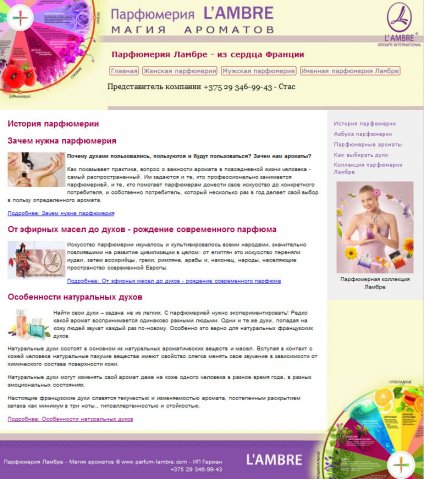 Парфюмерия L'AMBRE
МАГИЯ АРОМАТОВ
L'AMBRE®
GROUPE INTERNATIONAL
Парфюмерия Ламбре - из сердца Франции
Главная Женская парфюмерия Мужская парфюмерия Именная парфюмерия Ламбре
Представитель компании +375 29 346-99-43 - Стас
История парфюмерии
Зачем нужна парфюмерия
Почему духами пользовались, пользуются и будут пользоваться? Зачем нам ароматы?
Как показывает практика, вопрос о важности аромата в повседневной жизни человека -
самый распространенный. Им задаются и те, кто профессионально занимается
парфюмерией, и те, кто помогает парфюмерам донести свое искусство до конкретного
потребителя, и собственно потребитель, который несколько раз в год делает свой выбор
в пользу определенного аромата.
Подробнее: Зачем нужна парфюмерия
От эфирных масел до духов - рождение современного парфюма
Искусство парфюмерии изучалось и культивировалось всеми народами, значительно
повлиявшими на развитие цивилизации в целом: от египтян это искусство переняли
иудеи, затем ассирийцы, греки, римляне, арабы и, наконец, народы, населяющие
пространство современной Европы.
Подробнее: От эфирных масел до духов - рождение современного парфюма
Особенности натуральных духов
Найти свои духи – задача не из легких. С парфюмерией нужно экспериментировать! Редко
какой аромат воспринимается одинаково разными людьми. Одни и те же духи, попадая на
кожу людей звучат каждый раз по-новому. Особенно это верно для натуральных французских
духов.
Натуральные духи состоят в основном из натуральных ароматических веществ и масел. Вступая в контакт с
кожей человека натуральные пахучие вещества имеют свойство слегка менять свое звучание в зависимости от
химического состава поверхности кожи.
Натуральные духи могут изменять свой аромат даже на коже одного человека в разное время года, в разных
эмоциональных состояниях.
Настоящие французские духи славятся текучестью и изменяемостью аромата, постепенным раскрытием
запаха как минимум в три ноты, гипоаллергенностью и стойкостью.
Подробнее: Особенности натуральных духов
История парфюмерии
Азбука парфюмерии
Парфюмерные ароматы
Как выбирать духи
Коллекция парфюмерии
Ламбре
Парфюмерная коллекция
Ламбре
Парфюмерия Ламбре - Магия ароматов © www.parfum-lambre.com - ИП Герман
+375 29 346-99-43
L'AMBRE